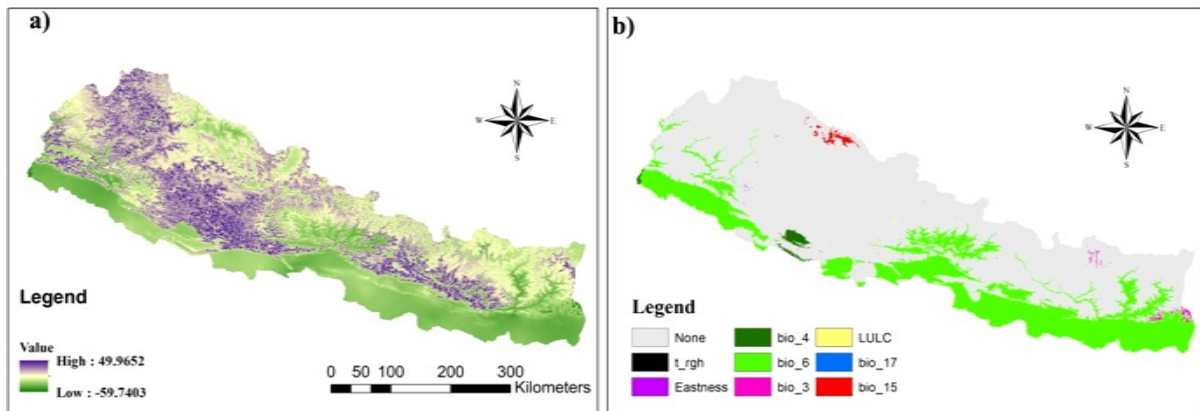 a)
N
W E
S
Legend
Value
High : 49.9652
Low : -59.7403
0 50 100 200 300
Kilometers
b)
N
W E
S
Legend
None bio_4 LULC
t_rgh bio_6 bio_17
Eastness bio_3 bio_15